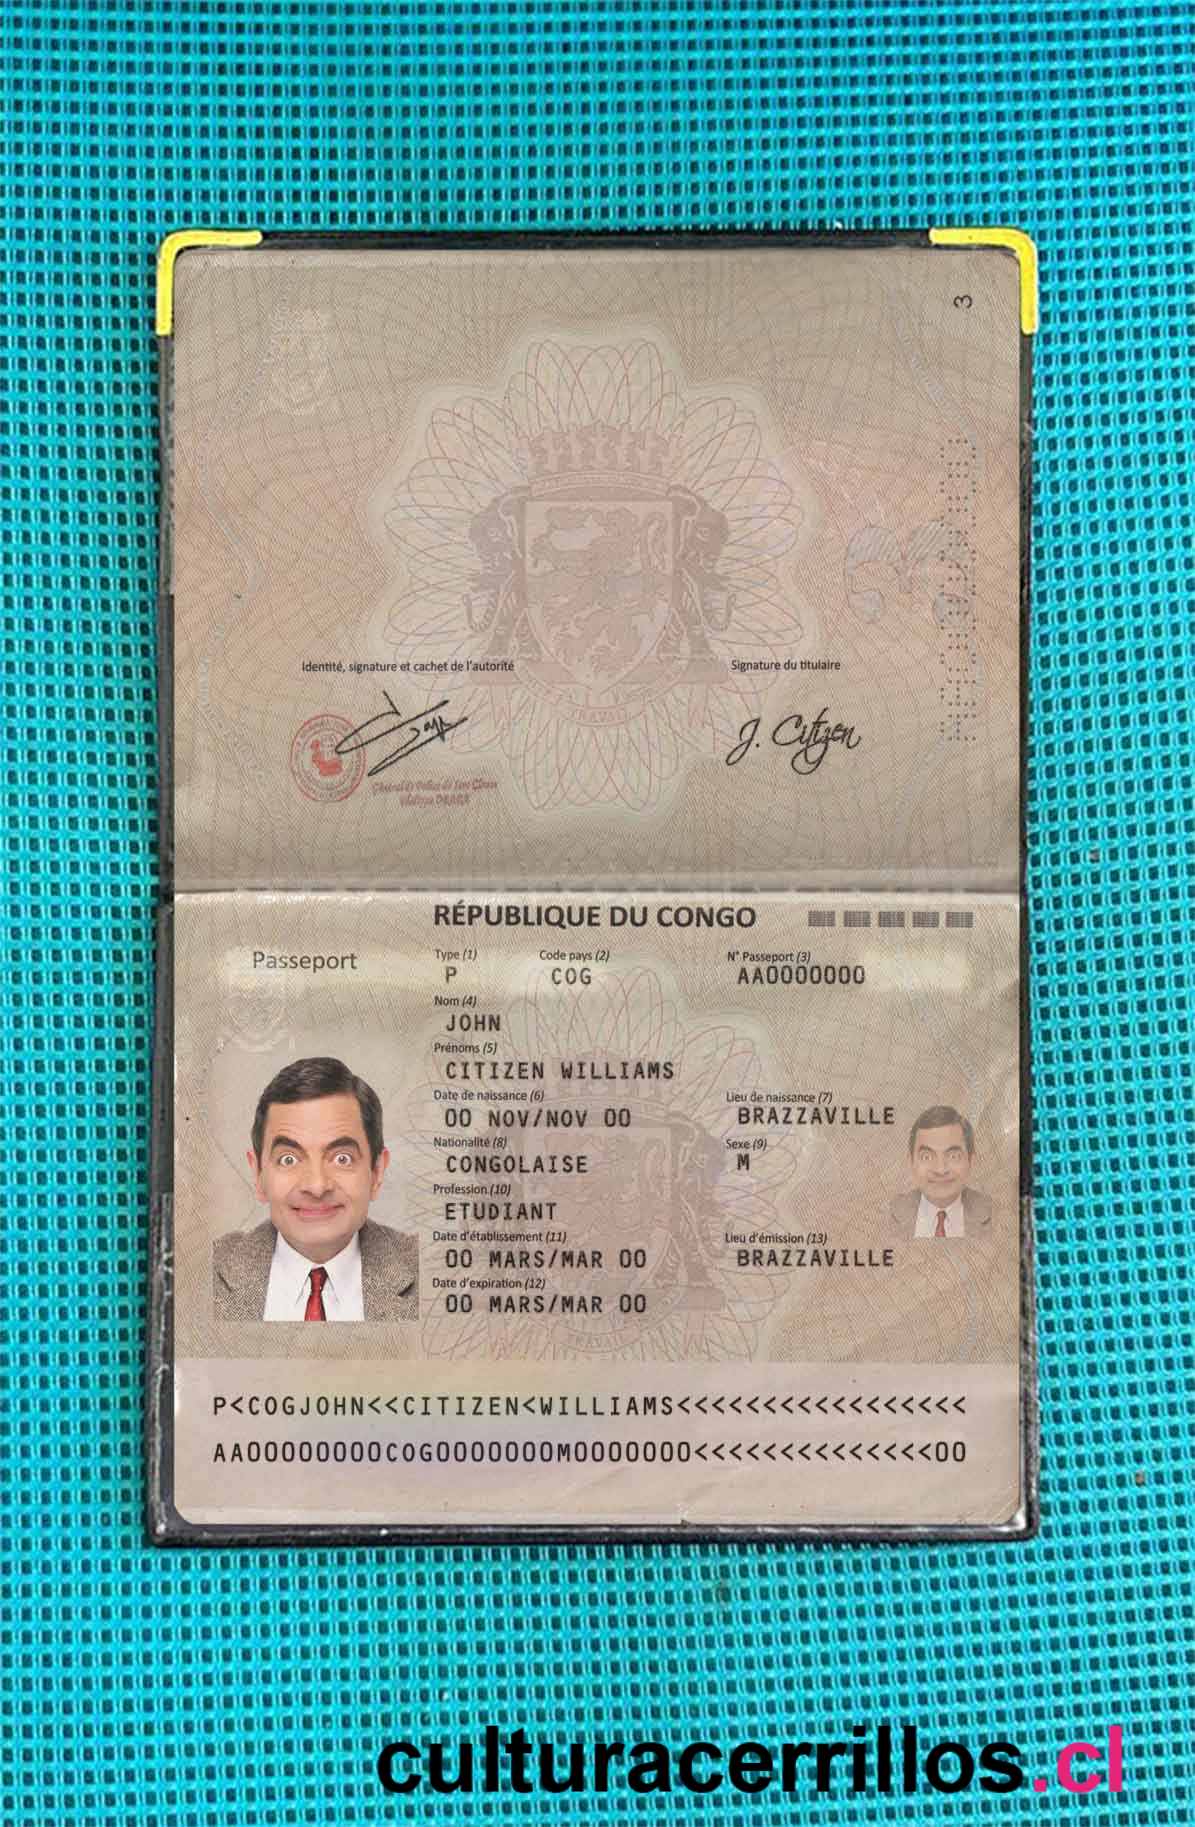 3
Identité, signature et cachet de l'autorité
Signature du titulaire
J. Citizen
TRAVAIL
RÉPUBLIQUE DU CONGO
Passeport
Type (1) Code pays (2) N° Passeport (3)
P COG AA0000000
Nom (4)
JOHN
Prénoms (5)
CITIZEN WILLIAMS
Date de naissance (6) Lieu de naissance (7)
00 NOV/NOV 00 BRAZZAVILLE
Nationalité (8) Sexe (9)
CONGOLAISE M
Profession (10)
ETUDIANT
Date d'établissement (11) Lieu d'émission (13)
00 MARS/MAR 00 BRAZZAVILLE
Date d'expiration (12)
00 MARS/MAR 00
TRAVAIL
P<COGJOHN<<CITIZEN<WILLIAMS<<<<<<<<<<<<<<<<<
AA00000000COG0000000M0000000<<<<<<<<<<<<<<00
culturacerrillos.cl